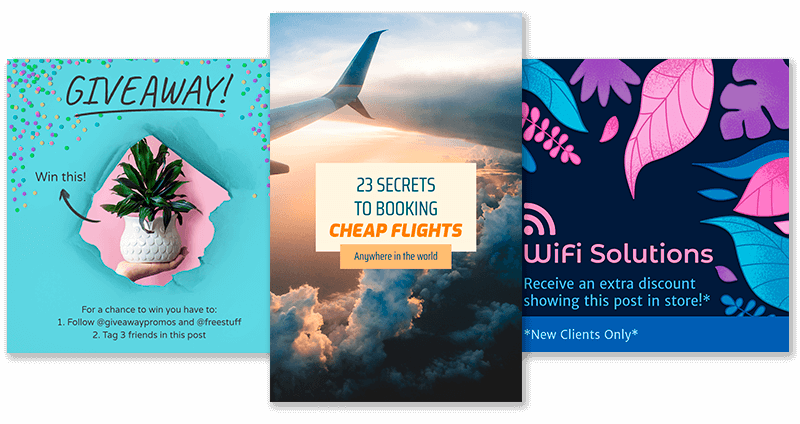 GIVEAWAY!
Win this!
For a chance to win you have to:
1. Follow @giveawaypromos and @freestuff
2. Tag 3 friends in this post
23 SECRETS
TO BOOKING
CHEAP FLIGHTS
Anywhere in the world
WiFi Solutions
Receive an extra discount
showing this post in store!*
*New Clients Only*